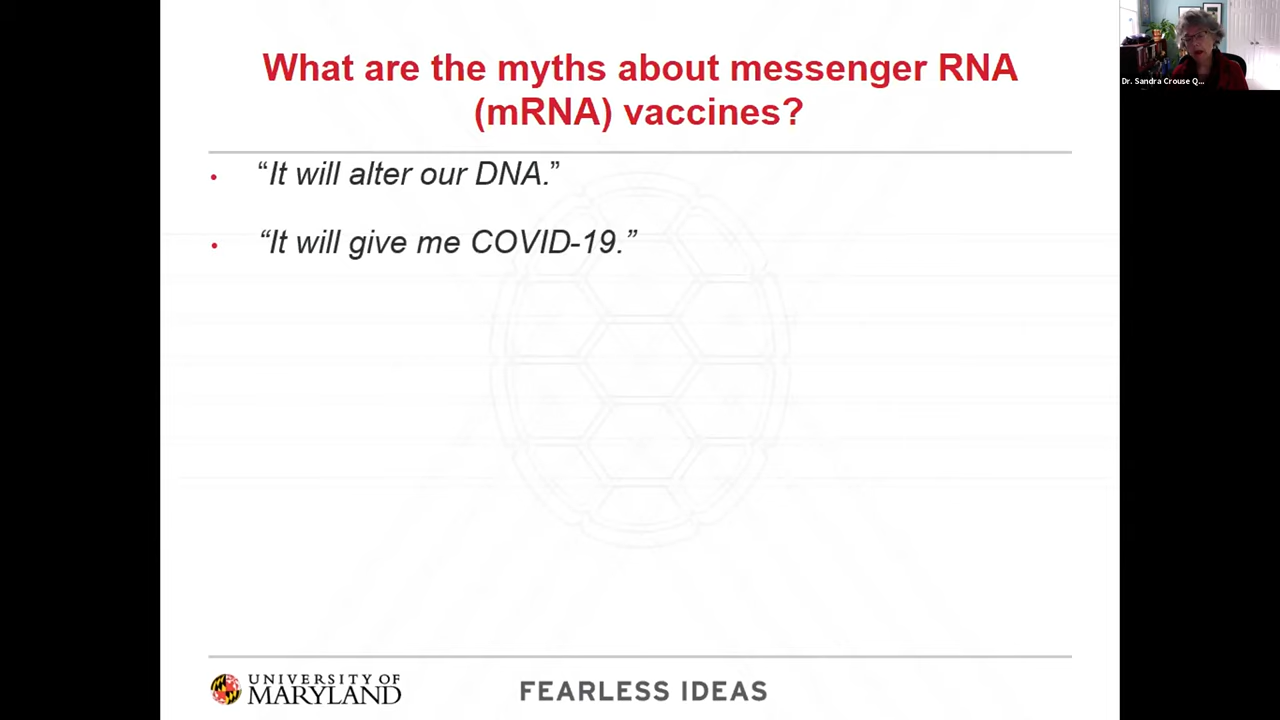 What are the myths about messenger RNA
(mRNA) vaccines?
• “It will alter our DNA.”
• “It will give me COVID-19.”
Dr. Sandra Crouse Q...
UNIVERSITY OF
MARYLAND
FEARLESS IDEAS